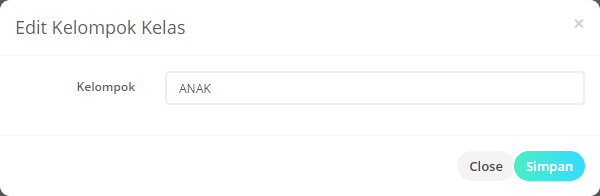 Edit Kelompok Kelas
×
Kelompok
ANAK
Close
Simpan